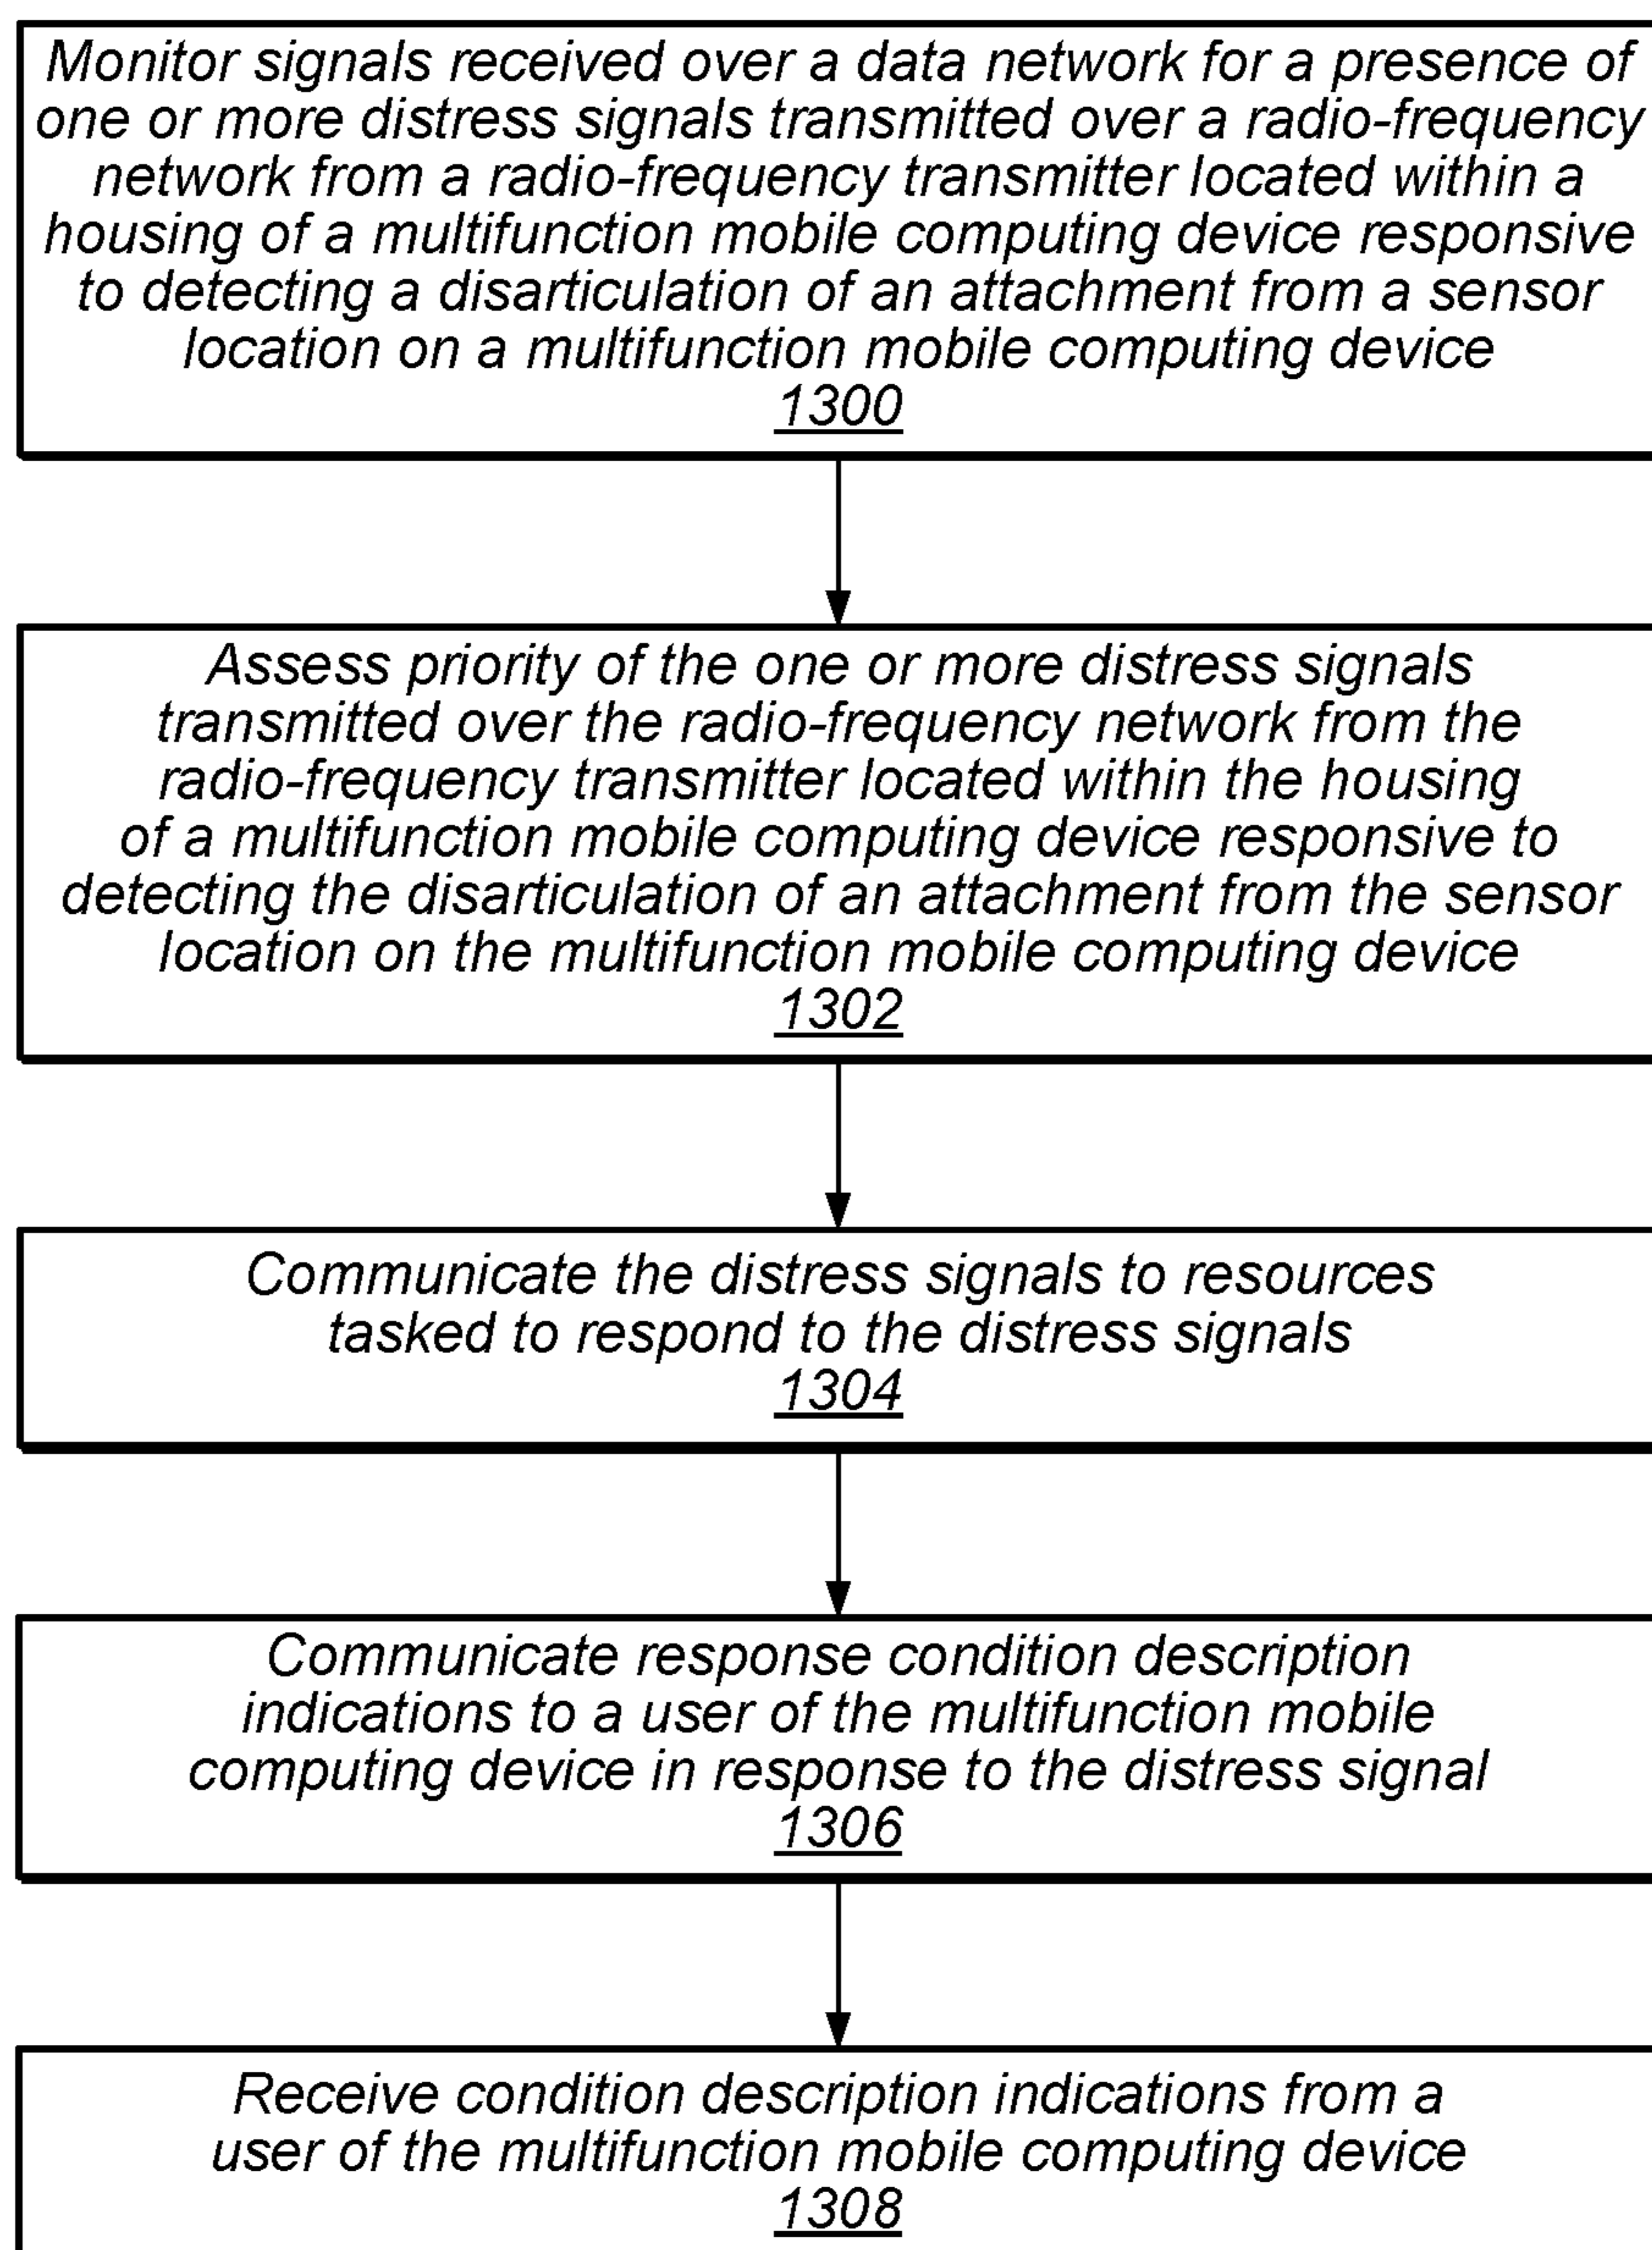 Monitor signals received over a data network for a presence of
one or more distress signals transmitted over a radio-frequency
network from a radio-frequency transmitter located within a
housing of a multifunction mobile computing device responsive
to detecting a disarticulation of an attachment from a sensor
location on a multifunction mobile computing device
1300
Assess priority of the one or more distress signals
transmitted over the radio-frequency network from the
radio-frequency transmitter located within the housing
of a multifunction mobile computing device responsive to
detecting the disarticulation of an attachment from the sensor
location on the multifunction mobile computing device
1302
Communicate the distress signals to resources
tasked to respond to the distress signals
1304
Communicate response condition description
indications to a user of the multifunction mobile
computing device in response to the distress signal
1306
Receive condition description indications from a
user of the multifunction mobile computing device
1308